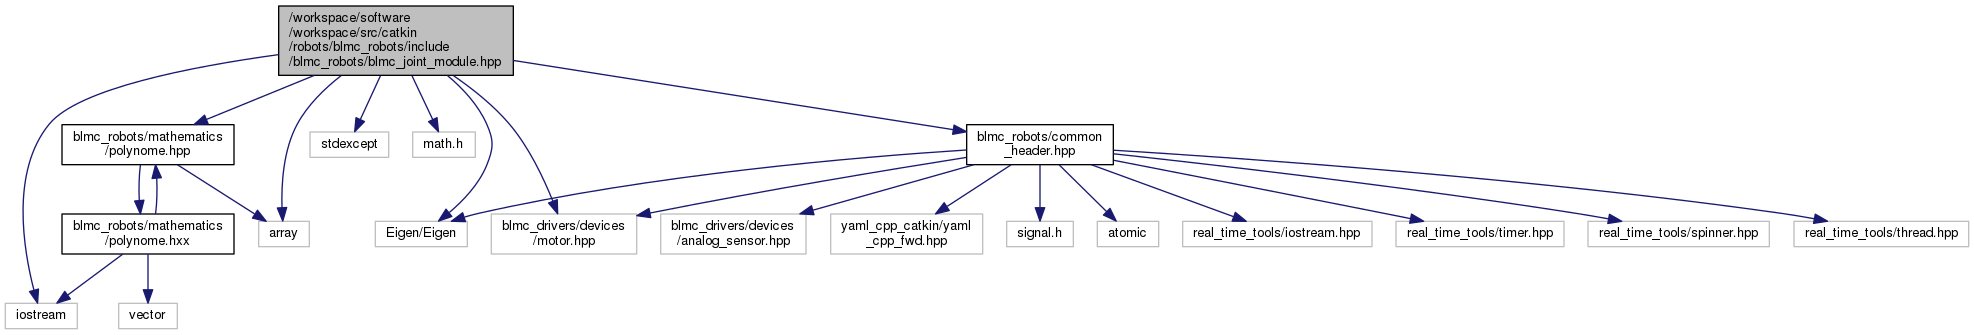 /workspace/software
/workspace/src/catkin
/robots/blmc_robots/include
/blmc_robots/blmc_joint_module.hpp
blmc_robots/mathematics
/polynome.hpp
stdexcept
math.h
blmc_robots/common
_header.hpp
blmc_robots/mathematics
/polynome.hxx
array
Eigen/Eigen
blmc_drivers/devices
/motor.hpp
blmc_drivers/devices
/analog_sensor.hpp
yaml_cpp_catkin/yaml
_cpp_fwd.hpp
signal.h
atomic
real_time_tools/iostream.hpp
real_time_tools/timer.hpp
real_time_tools/spinner.hpp
real_time_tools/thread.hpp
iostream
vector